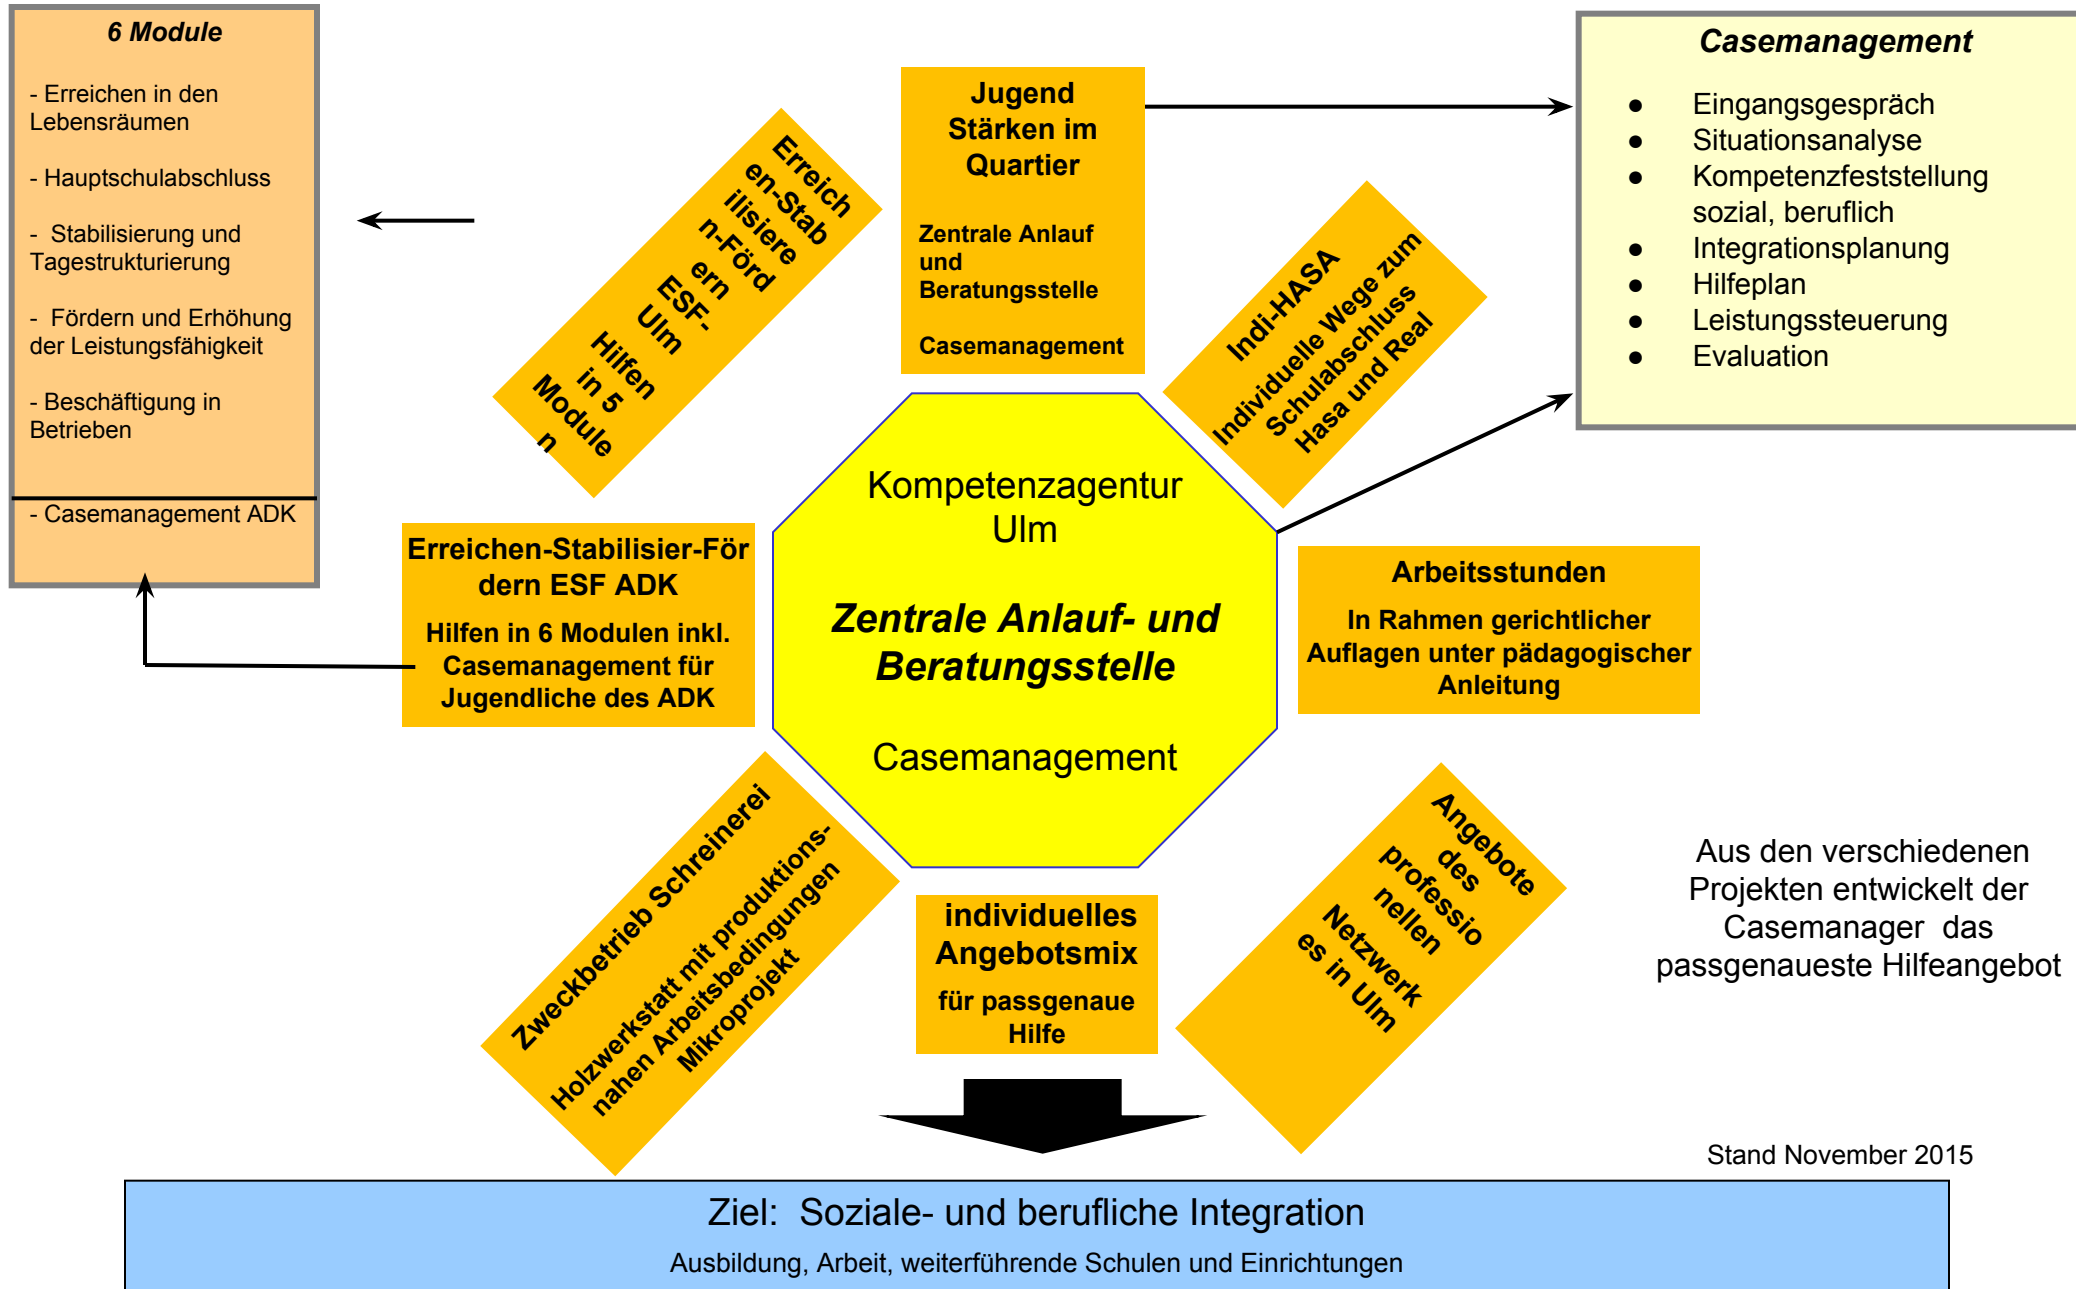 6 Module
- Erreichen in den
Lebensräumen
- Hauptschulabschluss
- Stabilisierung und
Tagestrukturierung
- Fördern und Erhöhung
der Leistungsfähigkeit
- Beschäftigung in
Betrieben
- Casemanagement ADK
Erreich
en-Stab
ilisiere
n-Förd
ern
ESF-
Ulm
Hilfen
in 5
Module
n
Jugend
Stärken im
Quartier
Zentrale Anlauf
und
Beratungsstelle
Casemanagement
Indi-HASA
Individuelle Wege zum
Schulabschluss
Hasa und Real
Casemanagement
● Eingangsgespräch
● Situationsanalyse
● Kompetenzfeststellung
sozial, beruflich
● Integrationsplanung
● Hilfeplan
● Leistungssteuerung
● Evaluation
Erreichen-Stabilisier-För
dern ESF ADK
Hilfen in 6 Modulen inkl.
Casemanagement für
Jugendliche des ADK
Kompetenzagentur
Ulm
Zentrale Anlauf- und
Beratungsstelle
Casemanagement
Arbeitsstunden
In Rahmen gerichtlicher
Auflagen unter pädagogischer
Anleitung
Zweckbetrieb Schreinerei
Holzwerkstatt mit produktions-
nahen Arbeitsbedingungen
Mikroprojekt
individuelles
Angebotsmix
für passgenaue
Hilfe
Angebote
des
professio
nellen
Netzwerk
es in Ulm
Aus den verschiedenen
Projekten entwickelt der
Casemanager das
passgenaueste Hilfeangebot
Stand November 2015
Ziel: Soziale- und berufliche Integration
Ausbildung, Arbeit, weiterführende Schulen und Einrichtungen